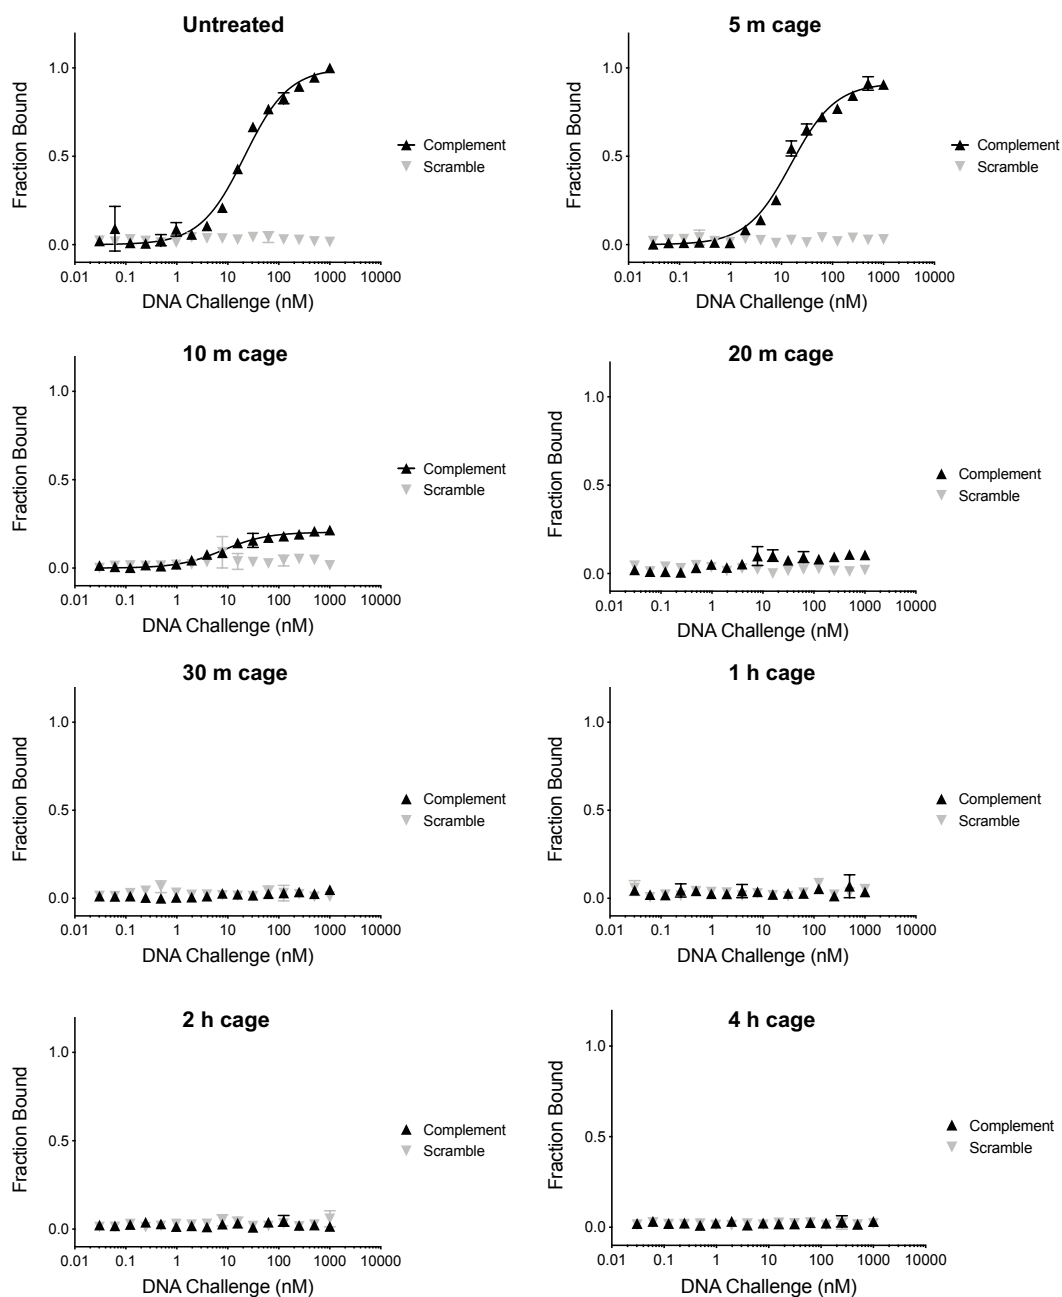 Untreated
Fraction Bound
1.0
0.5
0.0
0.01 0.1 1 10 100 1000 10000
DNA Challenge (nM)
Complement
Scramble
5 m cage
Fraction Bound
1.0
0.5
0.0
0.01 0.1 1 10 100 1000 10000
DNA Challenge (nM)
Complement
Scramble
10 m cage
Fraction Bound
1.0
0.5
0.0
0.01 0.1 1 10 100 1000 10000
DNA Challenge (nM)
Complement
Scramble
20 m cage
Fraction Bound
1.0
0.5
0.0
0.01 0.1 1 10 100 1000 10000
DNA Challenge (nM)
Complement
Scramble
30 m cage
Fraction Bound
1.0
0.5
0.0
0.01 0.1 1 10 100 1000 10000
DNA Challenge (nM)
Complement
Scramble
1 h cage
Fraction Bound
1.0
0.5
0.0
0.01 0.1 1 10 100 1000 10000
DNA Challenge (nM)
Complement
Scramble
2 h cage
Fraction Bound
1.0
0.5
0.0
0.01 0.1 1 10 100 1000 10000
DNA Challenge (nM)
Complement
Scramble
4 h cage
Fraction Bound
1.0
0.5
0.0
0.01 0.1 1 10 100 1000 10000
DNA Challenge (nM)
Complement
Scramble